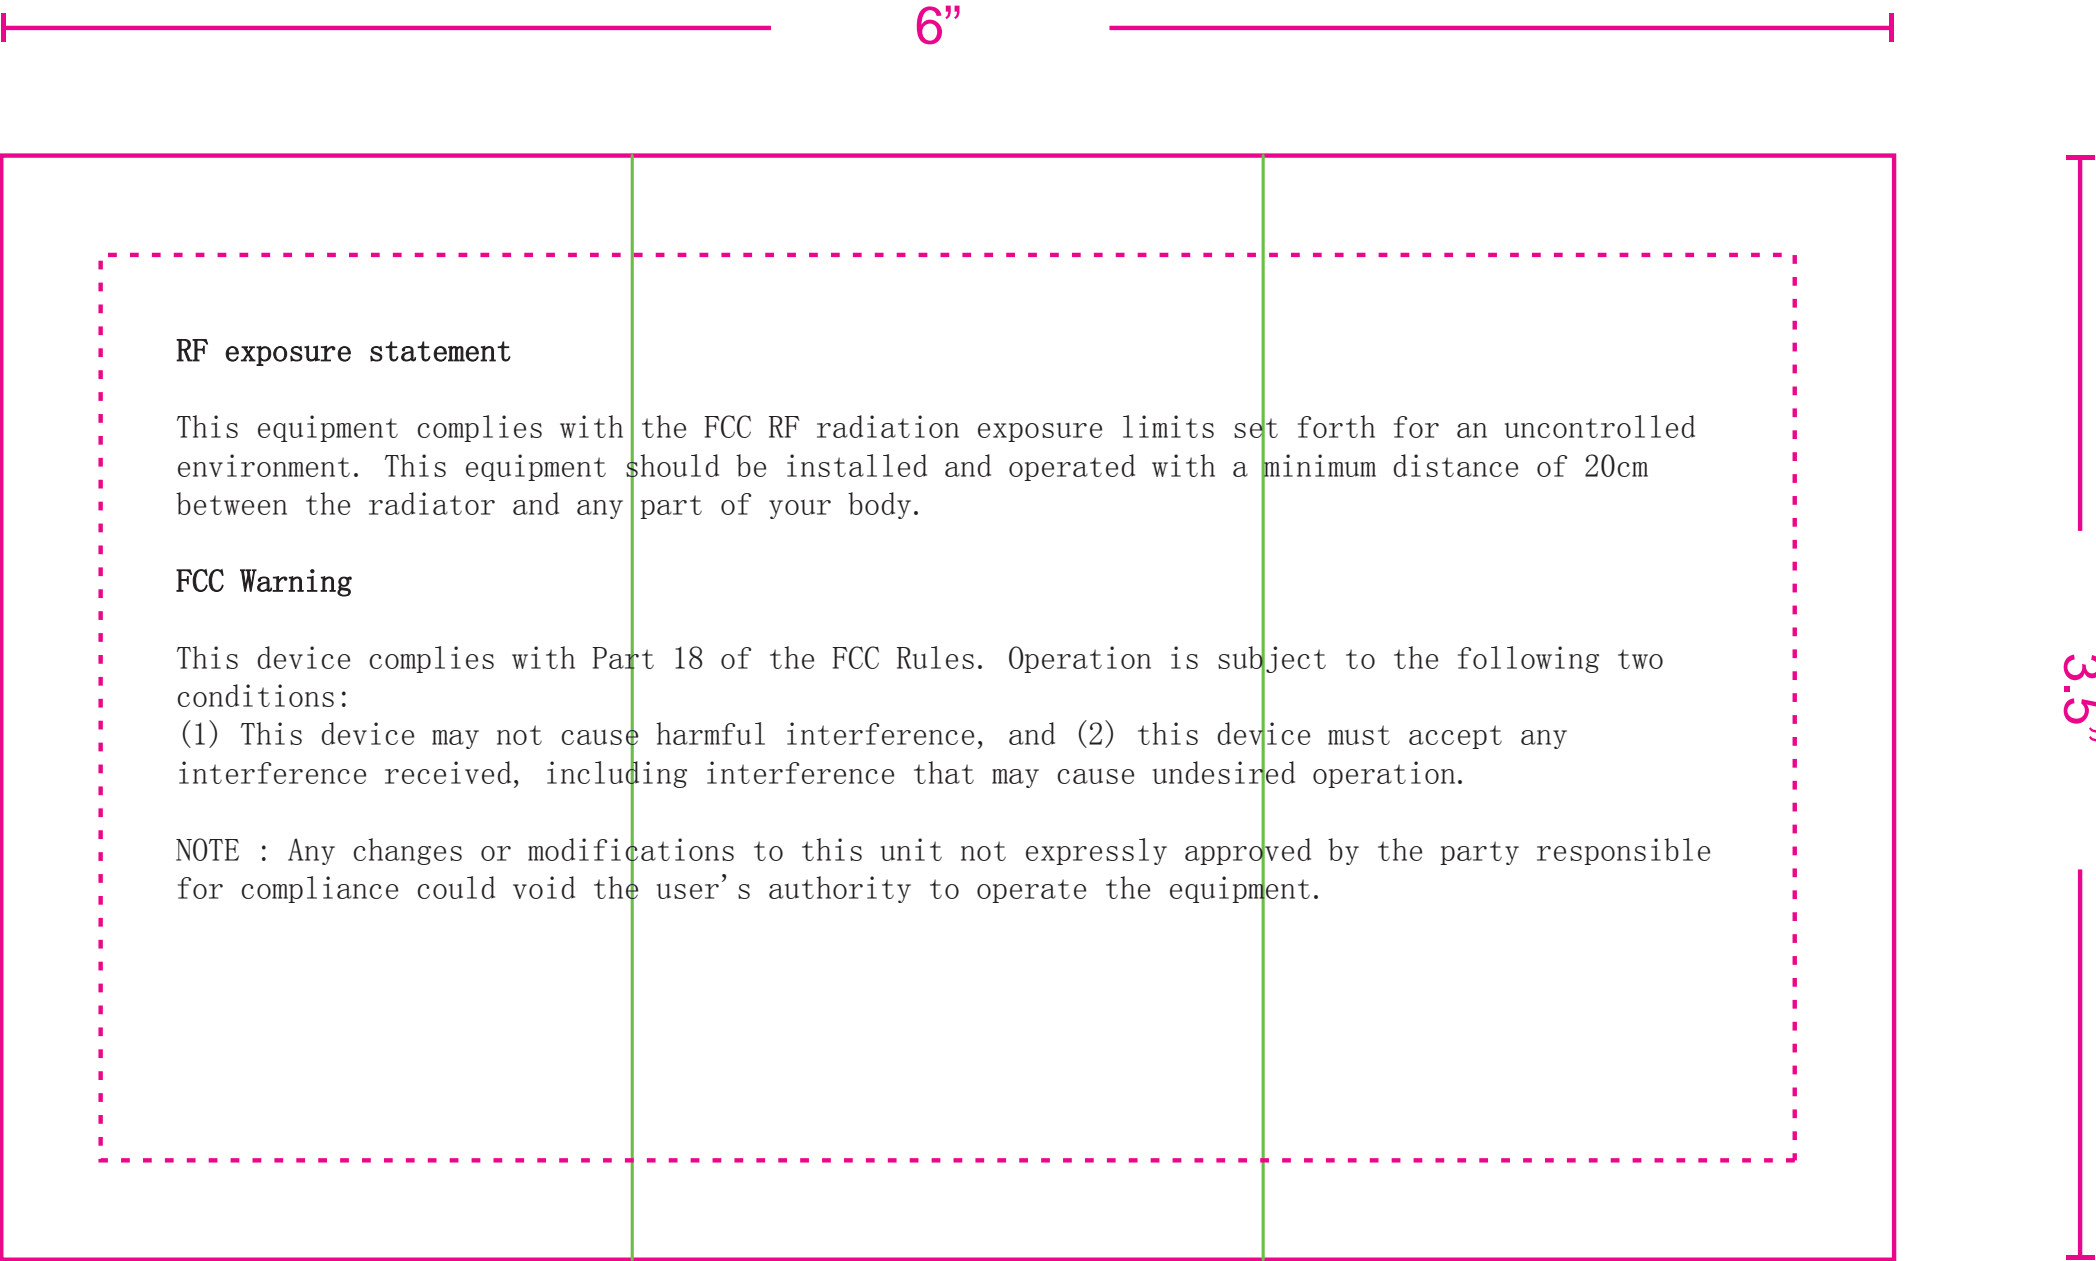 6”
RF exposure statement
This equipment complies with the FCC RF radiation exposure limits set forth for an uncontrolled
environment. This equipment should be installed and operated with a minimum distance of 20cm
between the radiator and any part of your body.
FCC Warning
This device complies with Part 18 of the FCC Rules. Operation is subject to the following two
conditions:
(1) This device may not cause harmful interference, and (2) this device must accept any
interference received, including interference that may cause undesired operation.
NOTE : Any changes or modifications to this unit not expressly approved by the party responsible
for compliance could void the user's authority to operate the equipment.
3.5”